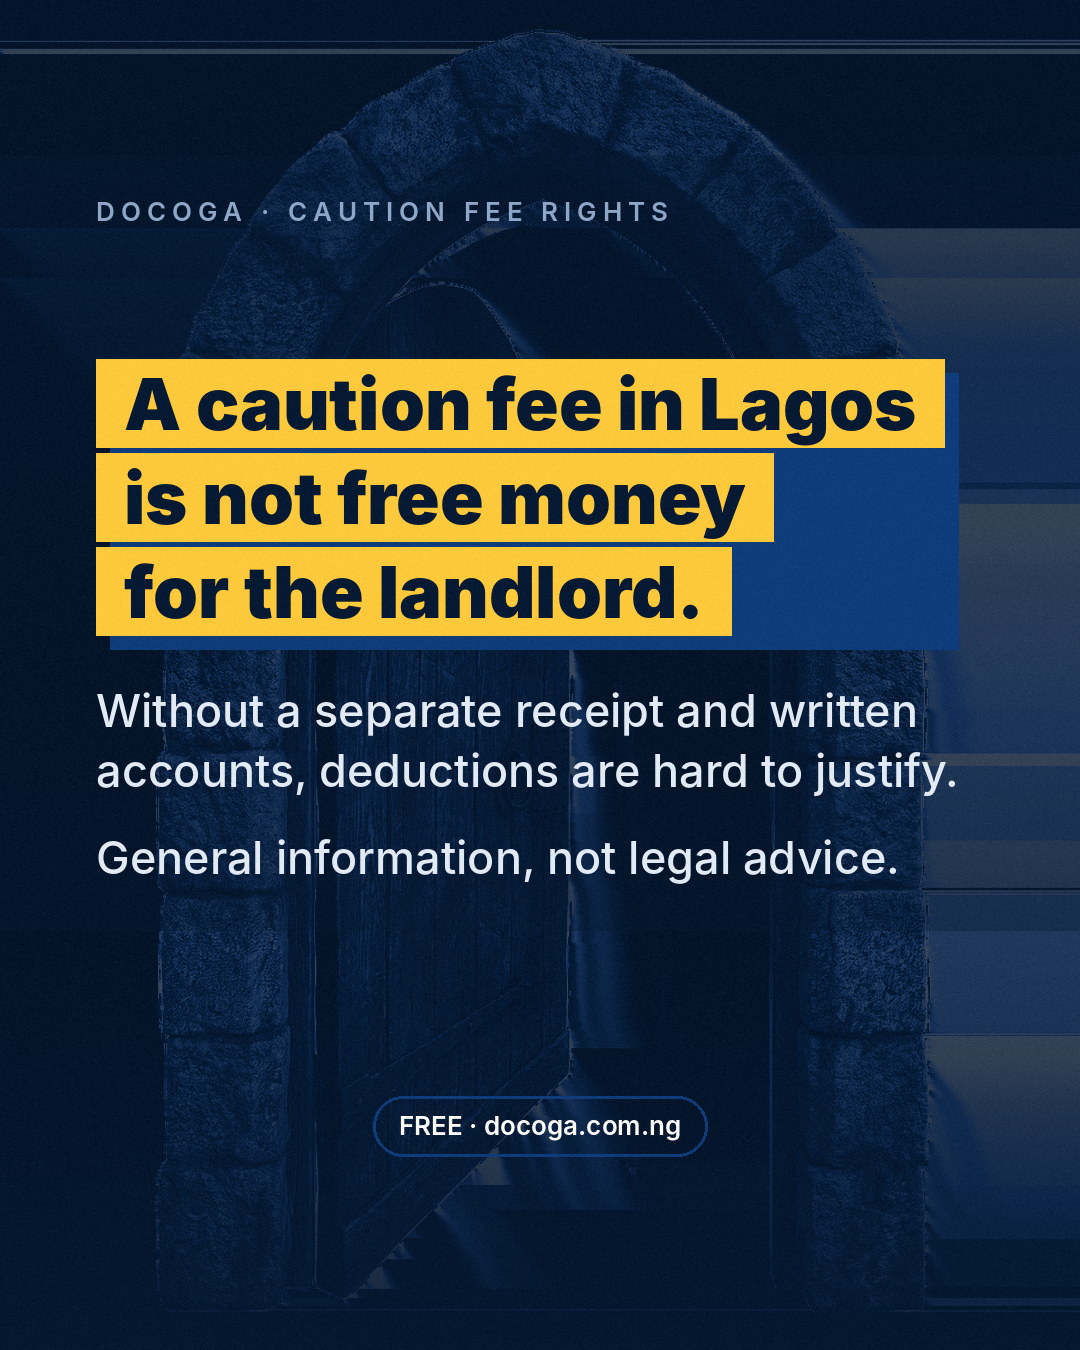 DOCOGA · CAUTION FEE RIGHTS
A caution fee in Lagos
is not free money
for the landlord.
Without a separate receipt and written
accounts, deductions are hard to justify.
General information, not legal advice.
FREE · docoga.com.ng